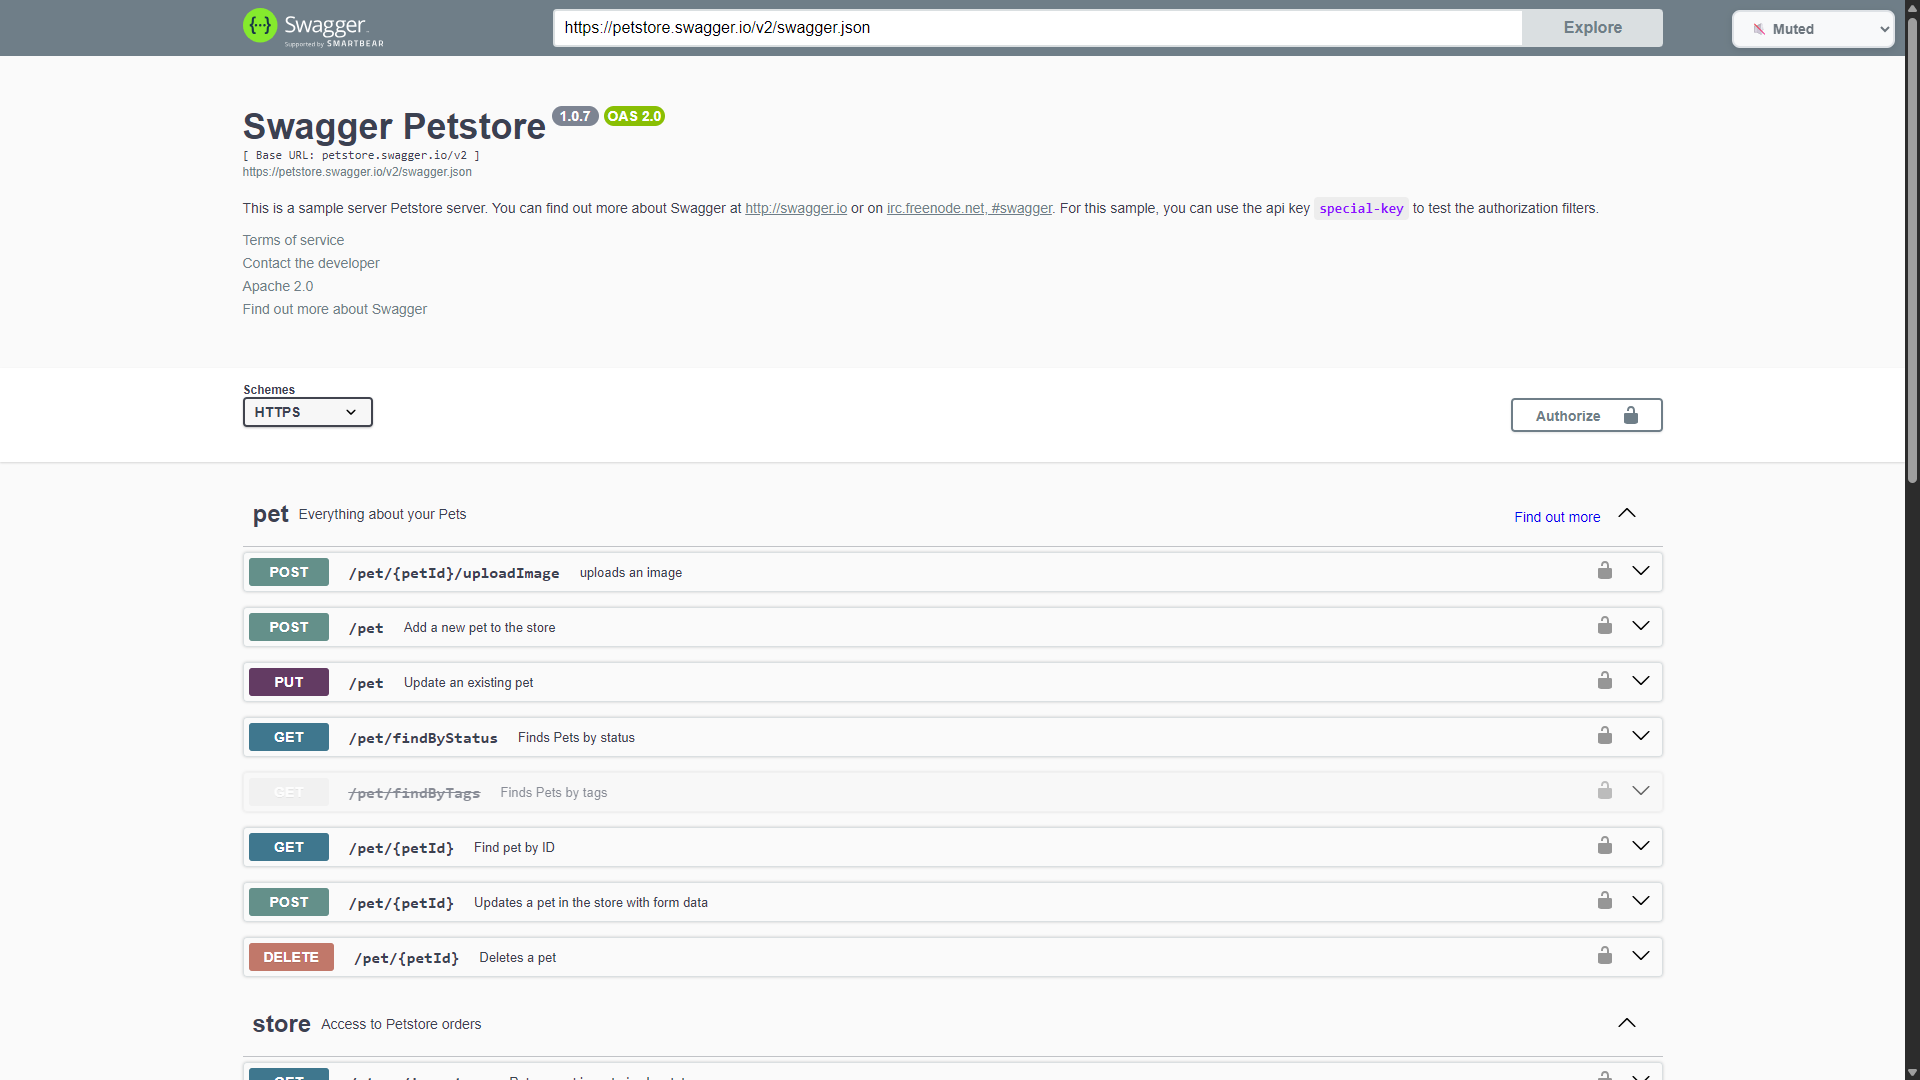 Swagger
Supported by SMARTBEAR
https://petstore.swagger.io/v2/swagger.json
Explore
Muted
Swagger Petstore 1.0.7 OAS 2.0
[ Base URL: petstore.swagger.io/v2 ]
https://petstore.swagger.io/v2/swagger.json
This is a sample server Petstore server. You can find out more about Swagger at http://swagger.io or on irc.freenode.net, #swagger. For this sample, you can use the api key special-key to test the authorization filters.
Terms of service
Contact the developer
Apache 2.0
Find out more about Swagger
Schemes
HTTPS
Authorize
pet Everything about your Pets
Find out more
POST /pet/{petId}/uploadImage uploads an image
POST /pet Add a new pet to the store
PUT /pet Update an existing pet
GET /pet/findByStatus Finds Pets by status
GET /pet/findByTags Finds Pets by tags
GET /pet/{petId} Find pet by ID
POST /pet/{petId} Updates a pet in the store with form data
DELETE /pet/{petId} Deletes a pet
store Access to Petstore orders
GET